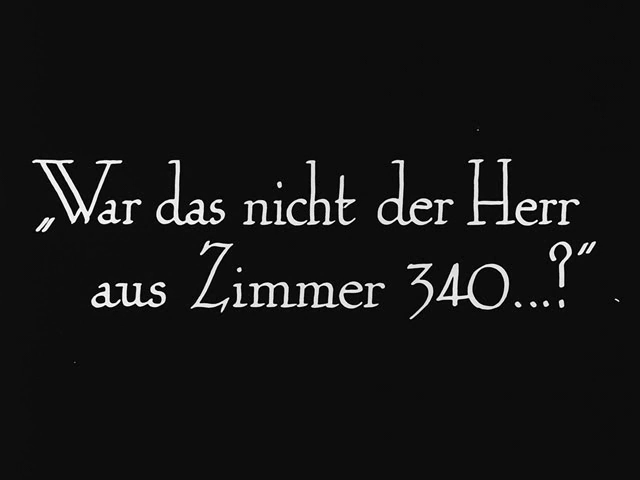 „War das nicht der Herr
aus Zimmer 340...?“